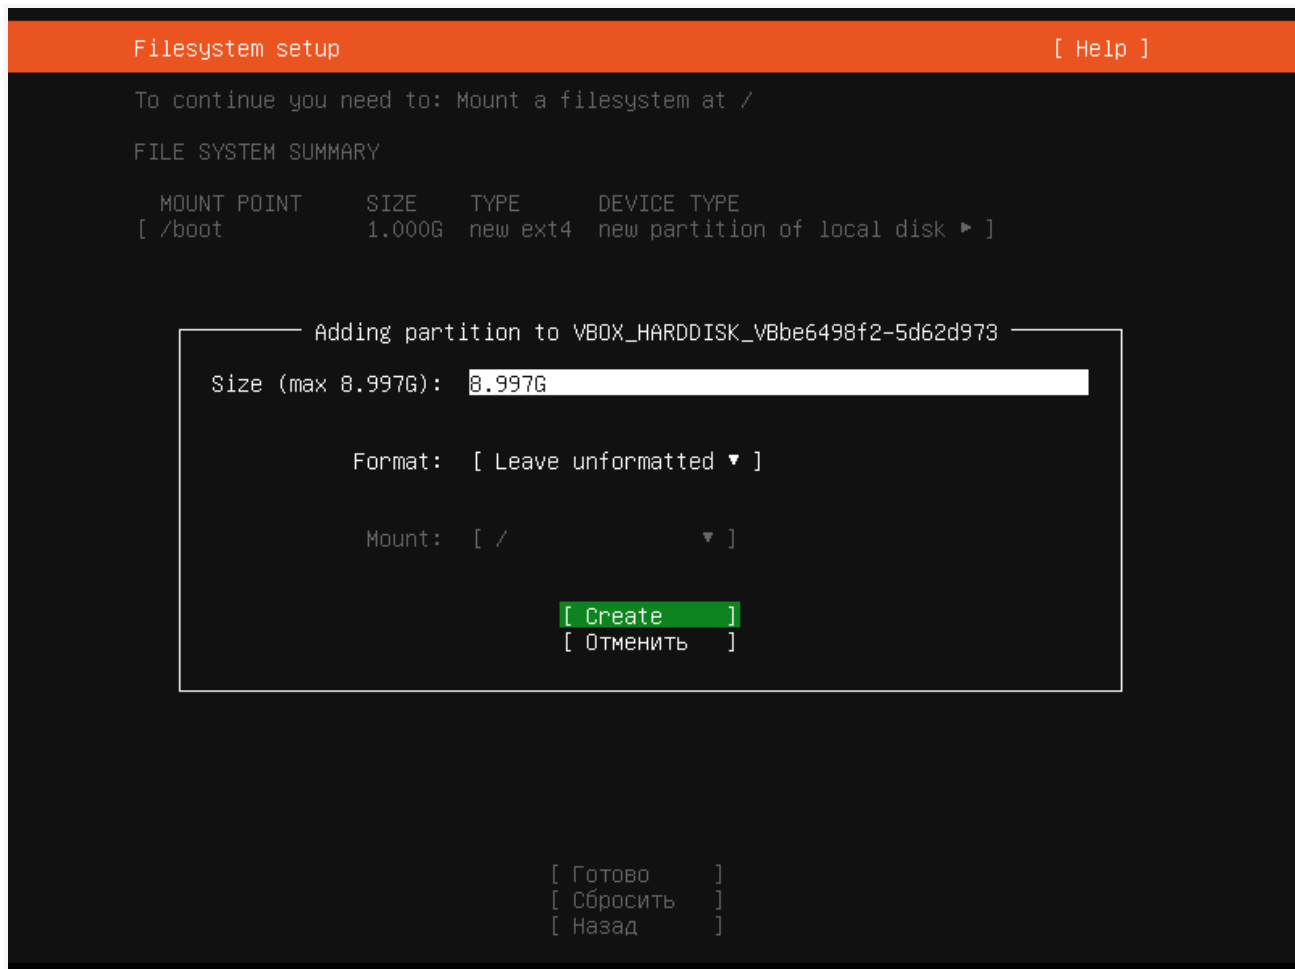 Filesystem setup [ Help ]
To continue you need to: Mount a filesystem at /
FILE SYSTEM SUMMARY
MOUNT POINT SIZE TYPE DEVICE TYPE
[ /boot 1.000G new ext4 new partition of local disk ▸ ]
Adding partition to VBOX_HARDDISK_VBbe6498f2-5d62d973
Size (max 8.997G): 8.997G
Format: [ Leave unformatted ▾ ]
Mount: [ / ▾ ]
[ Create ]
[ Отменить ]
[ Готово ]
[ Сбросить ]
[ Назад ]